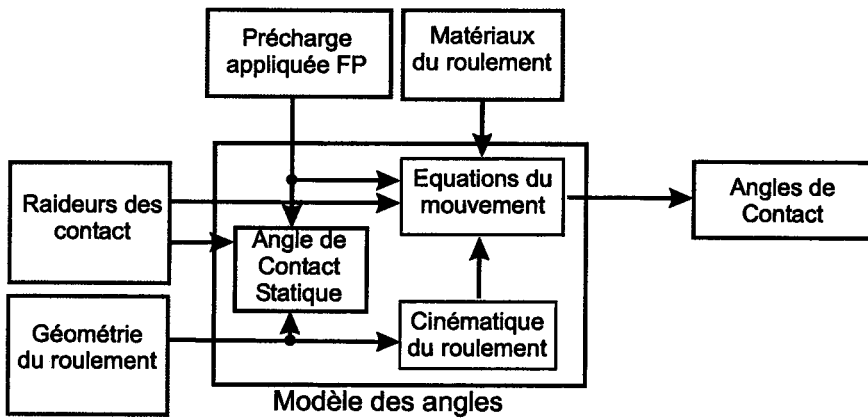 Précharge
appliquée FP
Matériaux
du roulement
Raideurs des
contact
Equations du
mouvement
Angles de
Contact
Angle de
Contact
Statique
Géométrie
du roulement
Cinématique
du roulement
Modèle des angles